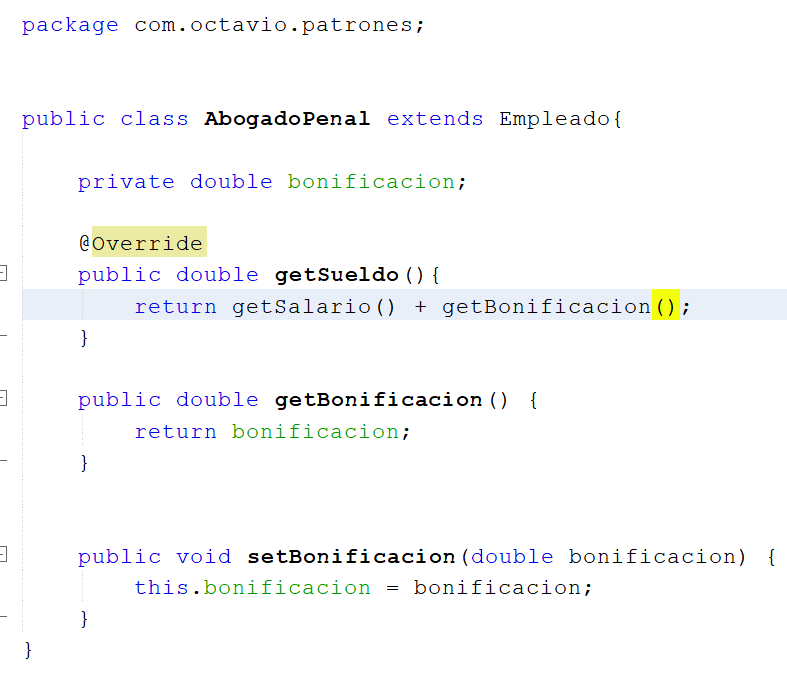 package com.octavio.patrones;
public class AbogadoPenal extends Empleado{
private double bonificacion;
@Override
public double getSueldo(){
return getSalario() + getBonificacion();
}
public double getBonificacion() {
return bonificacion;
}
public void setBonificacion(double bonificacion) {
this.bonificacion = bonificacion;
}
}